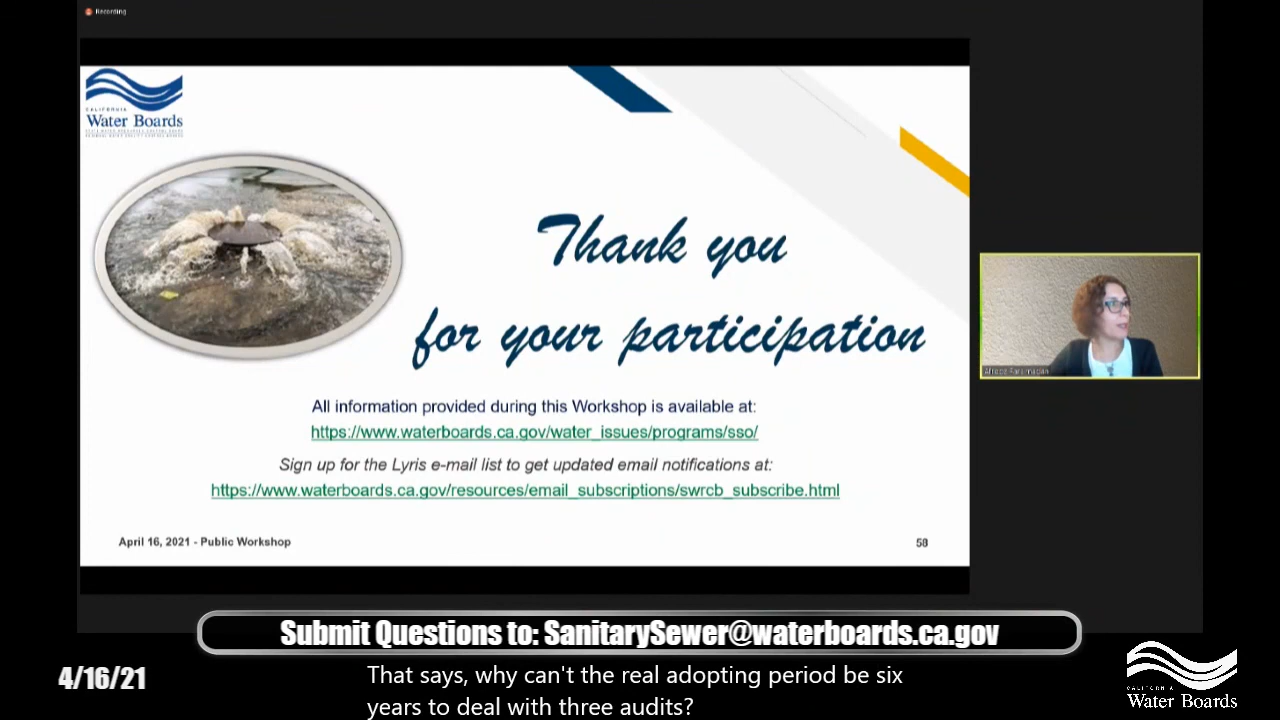 Recording
CALIFORNIA
Water Boards
Thank you
for your participation
All information provided during this Workshop is available at:
https://www.waterboards.ca.gov/water_issues/programs/sso/
Sign up for the Lyris e-mail list to get updated email notifications at:
https://www.waterboards.ca.gov/resources/email_subscriptions/swrcb_subscribe.html
April 16, 2021 - Public Workshop
58
Submit Questions to: SanitarySewer@waterboards.ca.gov
4/16/21
That says, why can't the real adopting period be six
years to deal with three audits?
CALIFORNIA
Water Boards